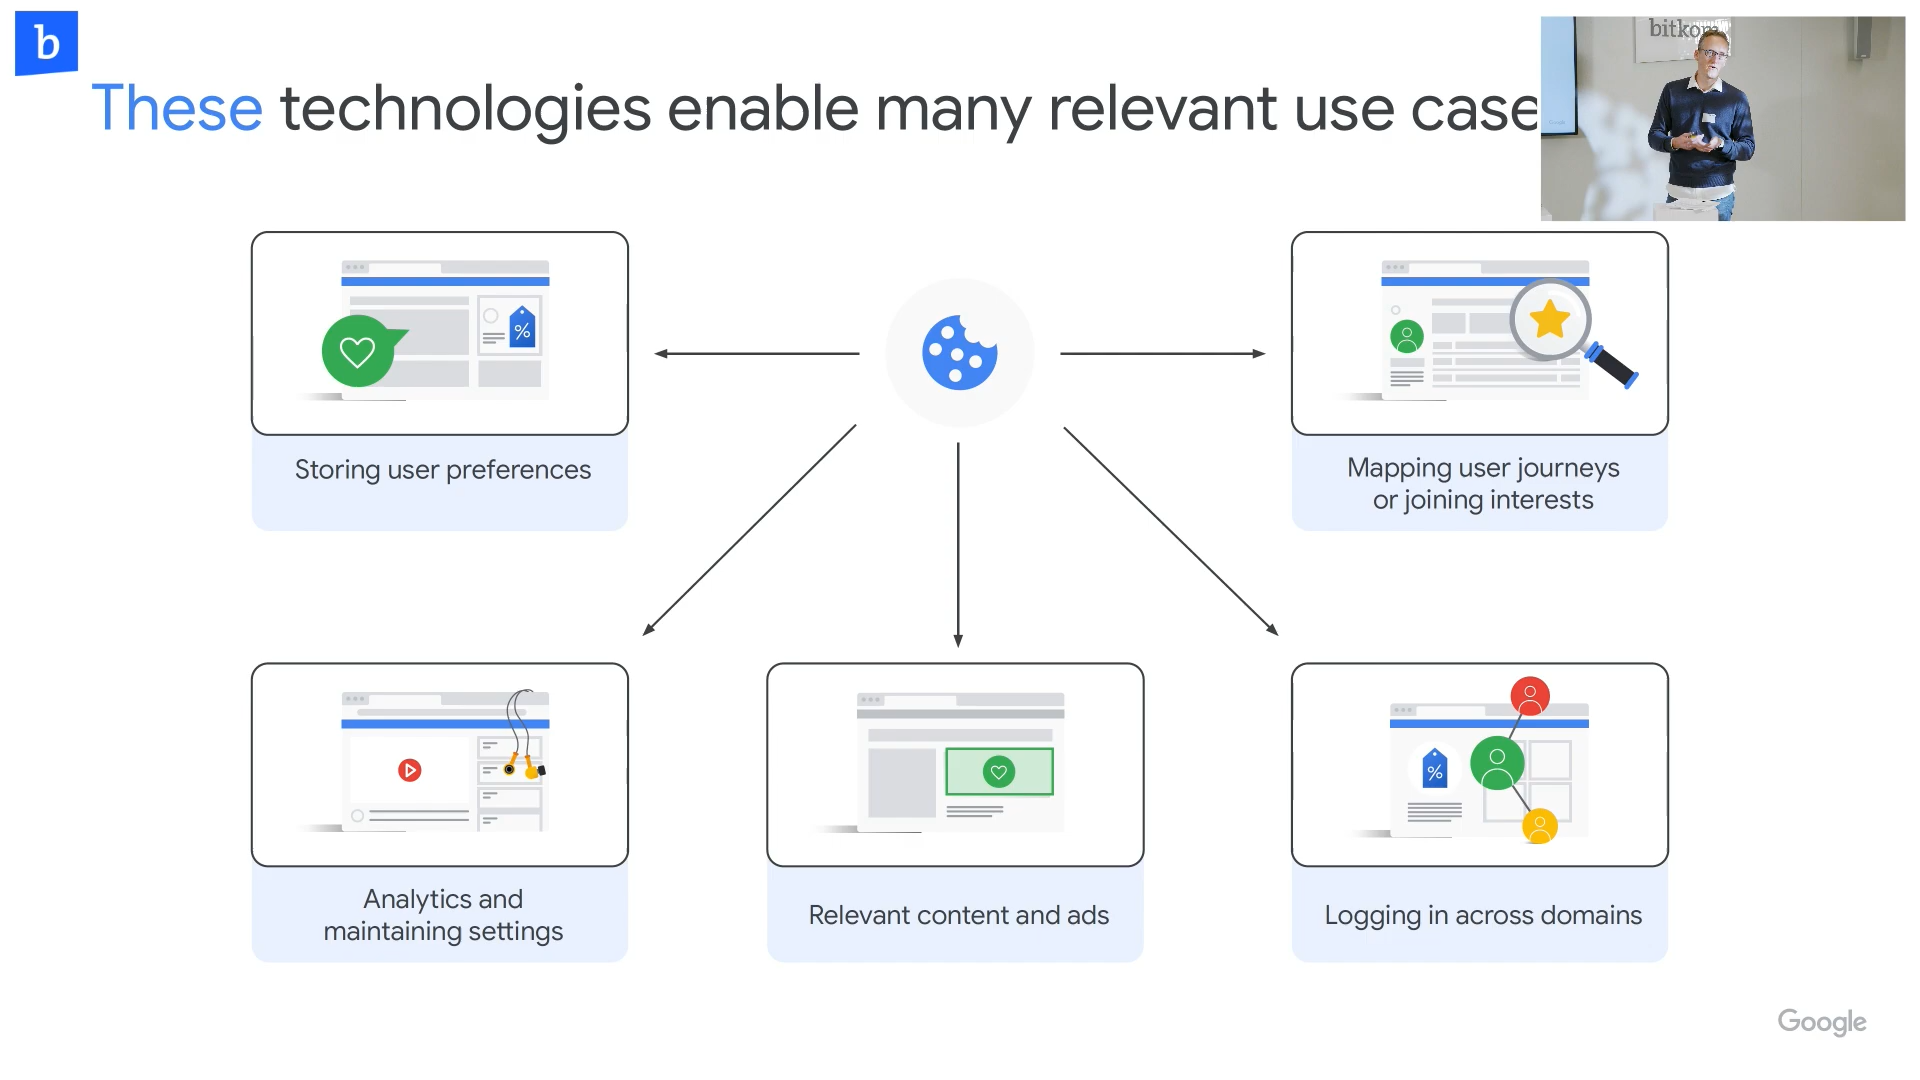 b
These technologies enable many relevant use case
bitkom
Storing user preferences
Mapping user journeys
or joining interests
Analytics and
maintaining settings
Relevant content and ads
Logging in across domains
%
%
Google